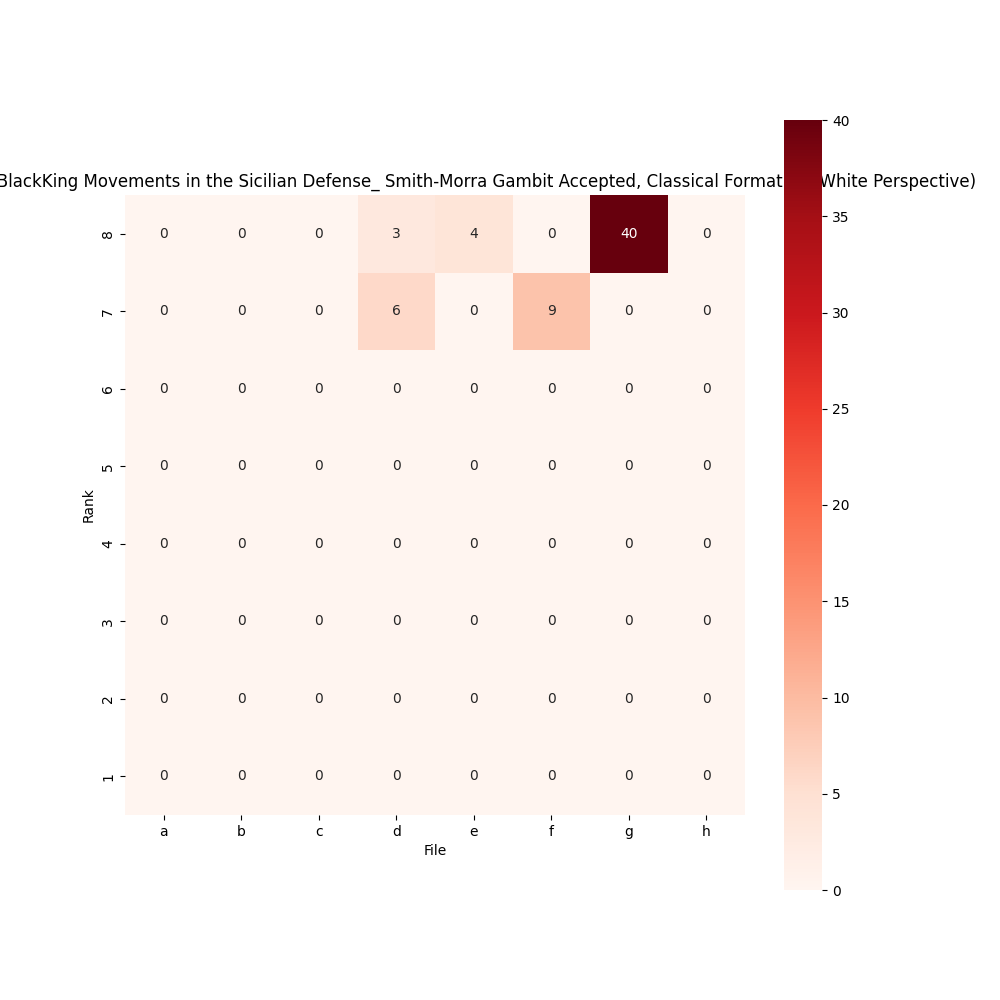 BlackKing Movements in the Sicilian Defense_ Smith-Morra Gambit Accepted, Classical Format White Perspective)
40
8 0 0 0 3 4 0 40 0
35
7 0 0 0 6 0 9 0 0
30
6 0 0 0 0 0 0 0 0
25
5 0 0 0 0 0 0 0 0
Rank
20
4 0 0 0 0 0 0 0 0
15
3 0 0 0 0 0 0 0 0
10
2 0 0 0 0 0 0 0 0
5
1 0 0 0 0 0 0 0 0
a b c d e f g h
File
0